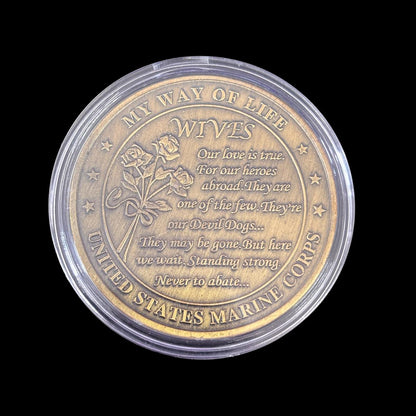 MY WAY OF LIFE
WIVES
Our love is true.
For our heroes
abroad.They are
one of the few.They're
our Devil Dogs...
They may be gone.But here
we wait.Standing strong
Never to abate...
UNITED STATES MARINE CORPS